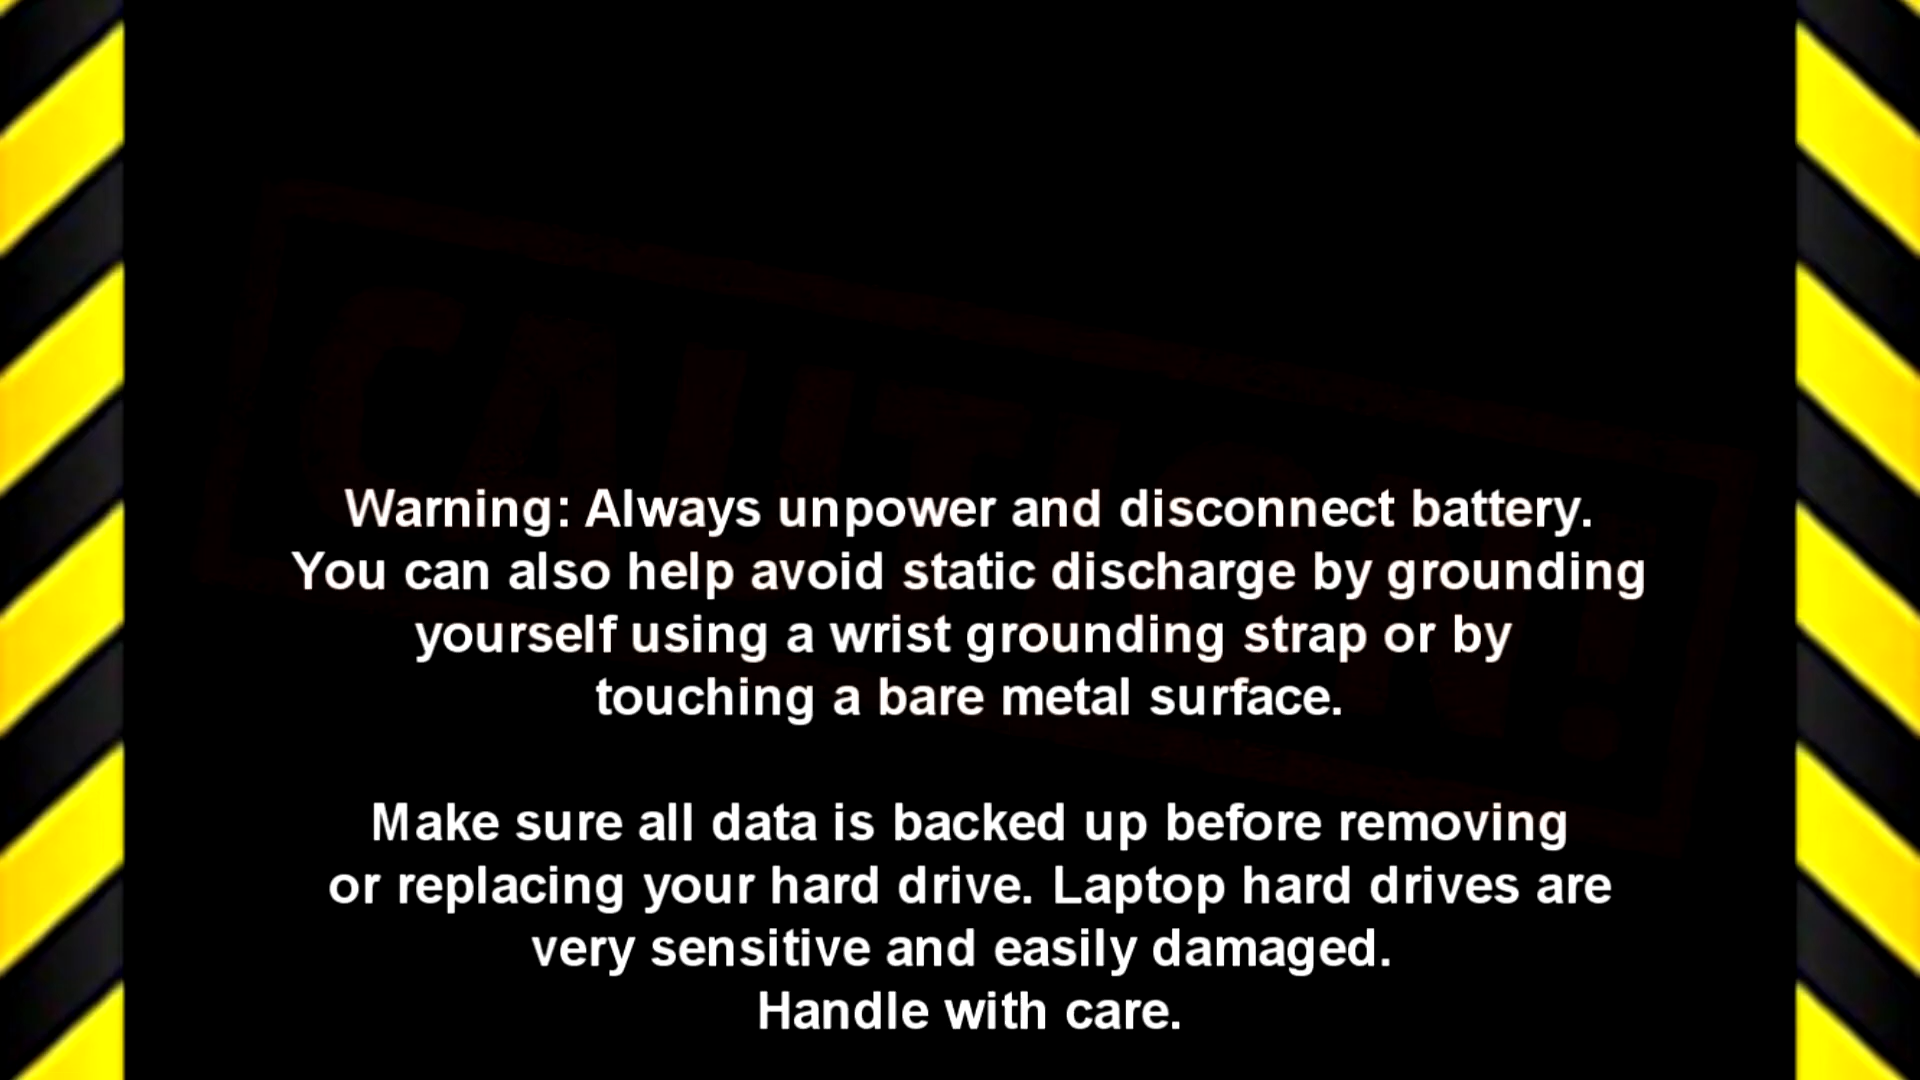 CAUTION!
Warning: Always unpower and disconnect battery.
You can also help avoid static discharge by grounding
yourself using a wrist grounding strap or by
touching a bare metal surface.
Make sure all data is backed up before removing
or replacing your hard drive. Laptop hard drives are
very sensitive and easily damaged.
Handle with care.